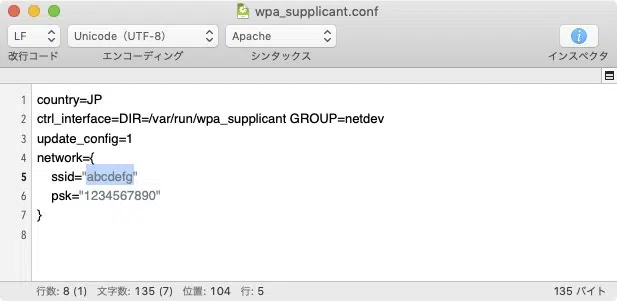 wpa_supplicant.conf
LF Unicode（UTF-8） Apache
改行コード エンコーディング シンタックス インスペクタ
1 country=JP
2 ctrl_interface=DIR=/var/run/wpa_supplicant GROUP=netdev
3 update_config=1
4 network={
5 ssid="abcdefg"
6 psk="1234567890"
7 }
8
行数: 8 (1) 文字数: 135 (7) 位置: 104 行: 5 135 バイト